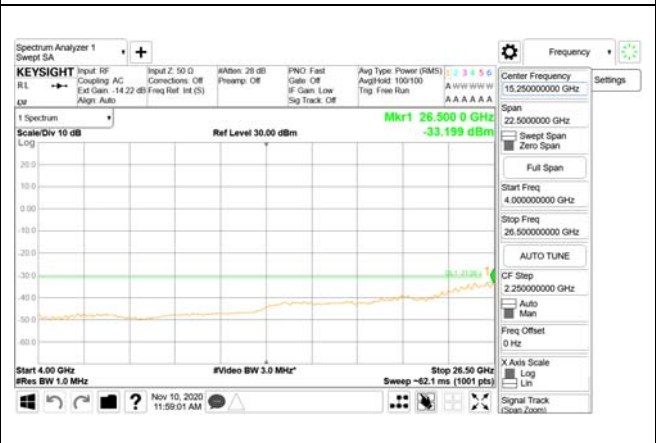 Spectrum Analyzer 1
Swept SA
Frequency
KEYSIGHT
R L
Input: RF
Coupling: AC
Ext Gain: -14.22 dB
Align: Auto
Input Z: 50 Ω
Corrections: Off
Freq Ref: Int (S)
#Atten: 28 dB
Preamp: Off
PNO: Fast
Gate: Off
IF Gain: Low
Sig Track: Off
Avg Type: Power (RMS)
Avg|Hold: 100/100
Trig: Free Run
1 2 3 4 5 6
A W W W W W
A A A A A A
1 Spectrum
Scale/Div 10 dB
Ref Level 30.00 dBm
Mkr1 26.500 0 GHz
-33.199 dBm
Log
20.0
10.0
0.00
-10.0
-20.0
-30.0
-40.0
-50.0
-60.0
1
Start 4.00 GHz
#Res BW 1.0 MHz
#Video BW 3.0 MHz*
Stop 26.50 GHz
Sweep ~62.1 ms (1001 pts)
Nov 10, 2020
11:59:01 AM
Center Frequency
15.250000000 GHz
Settings
Span
22.5000000000 GHz
Swept Span
Zero Span
Full Span
Start Freq
4.000000000 GHz
Stop Freq
26.500000000 GHz
AUTO TUNE
CF Step
2.250000000 GHz
Auto
Man
Freq Offset
0 Hz
X Axis Scale
Log
Lin
Signal Track
(Span Zoom)